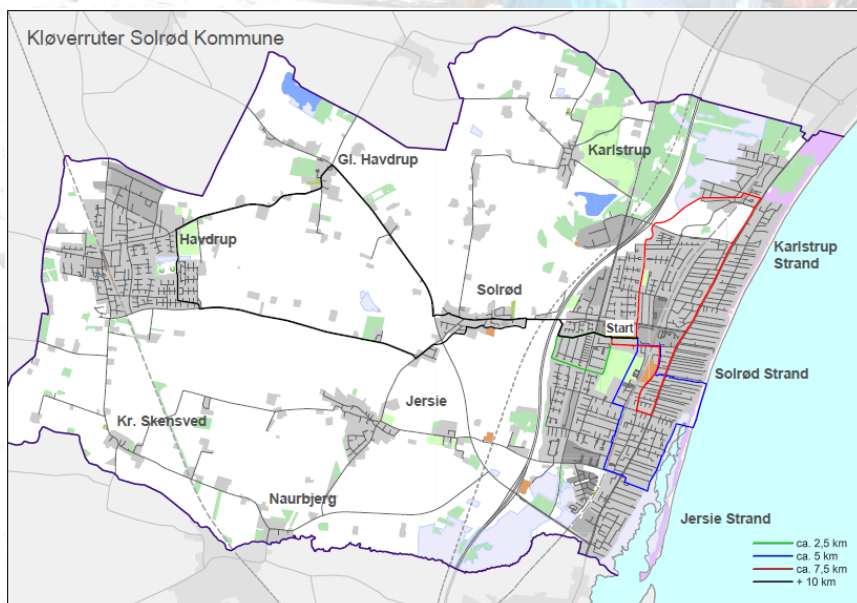 Kløverruter Solrød Kommune
Karlstrup
Gl. Havdrup
Havdrup
Karlstrup
Strand
Solrød
Start
Solrød Strand
Jersie
Kr. Skensved
Naurbjerg
Jersie Strand
ca. 2,5 km
ca. 5 km
ca. 7,5 km
+ 10 km